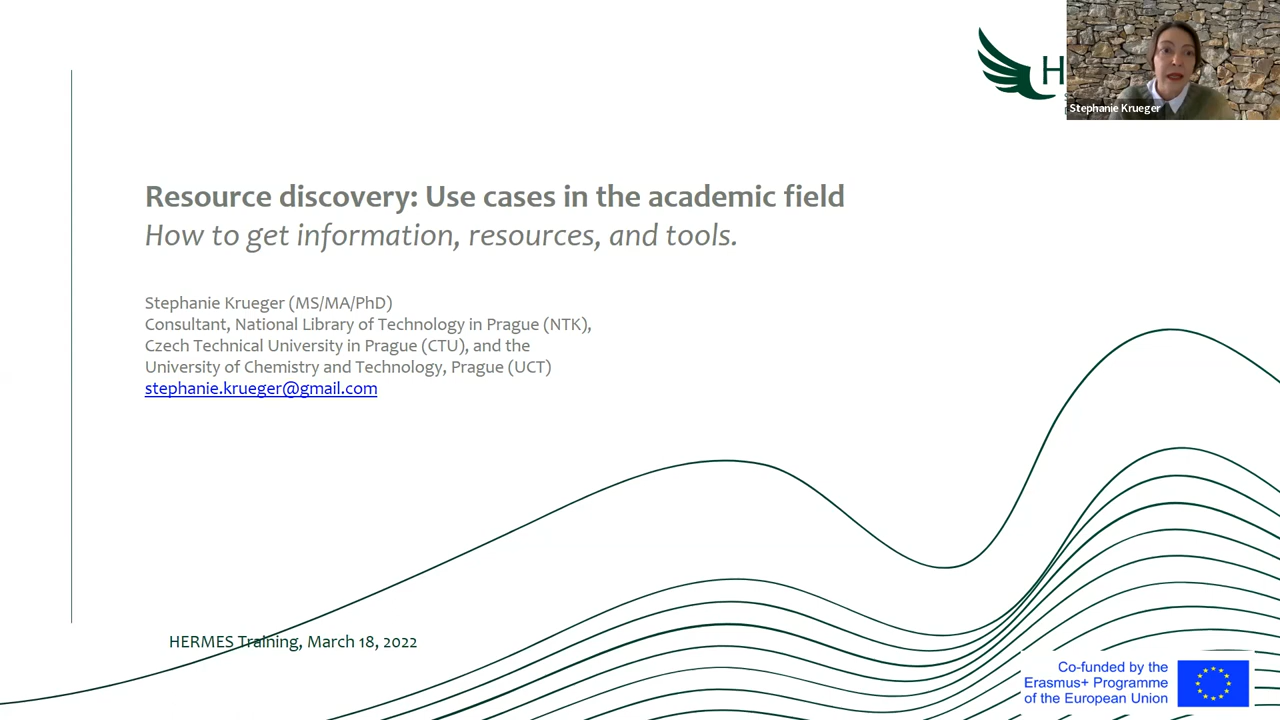 H
Stephanie Krueger
Resource discovery: Use cases in the academic field
How to get information, resources, and tools.
Stephanie Krueger (MS/MA/PhD)
Consultant, National Library of Technology in Prague (NTK),
Czech Technical University in Prague (CTU), and the
University of Chemistry and Technology, Prague (UCT)
stephanie.krueger@gmail.com
HERMES Training, March 18, 2022
Co-funded by the
Erasmus+ Programme
of the European Union